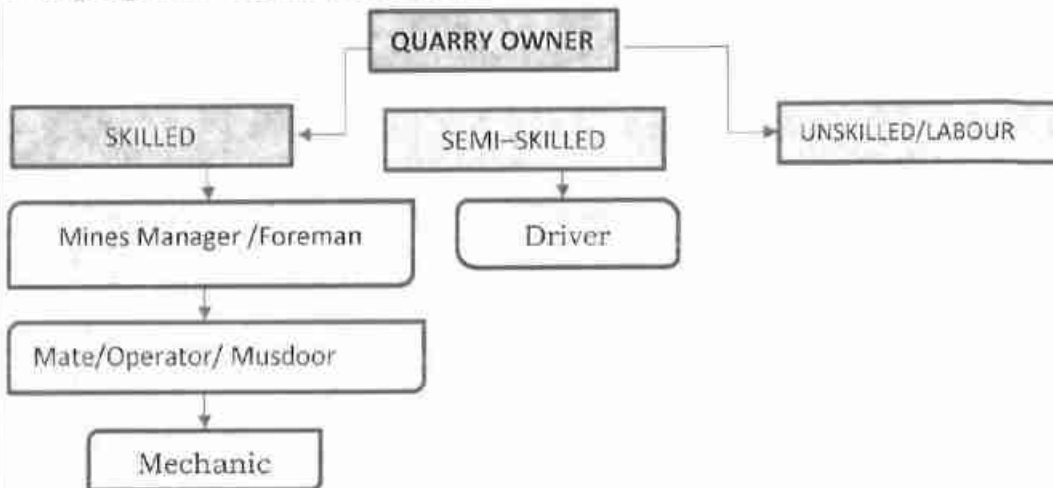 QUARRY OWNER
SKILLED
SEMI–SKILLED
UNSKILLED/LABOUR
Mines Manager /Foreman
Driver
Mate/Operator/ Musdoor
Mechanic